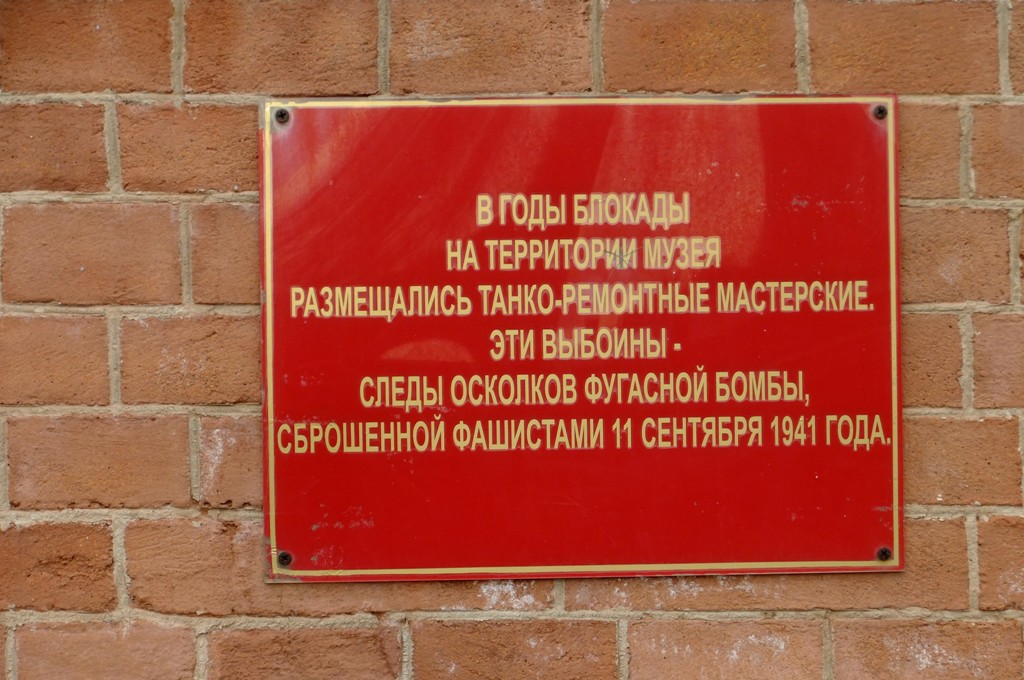 В ГОДЫ БЛОКАДЫ
НА ТЕРРИТОРИИ МУЗЕЯ
РАЗМЕЩАЛИСЬ ТАНКО-РЕМОНТНЫЕ МАСТЕРСКИЕ.
ЭТИ ВЫБОИНЫ -
СЛЕДЫ ОСКОЛКОВ ФУГАСНОЙ БОМБЫ,
СБРОШЕННОЙ ФАШИСТАМИ 11 СЕНТЯБРЯ 1941 ГОДА.